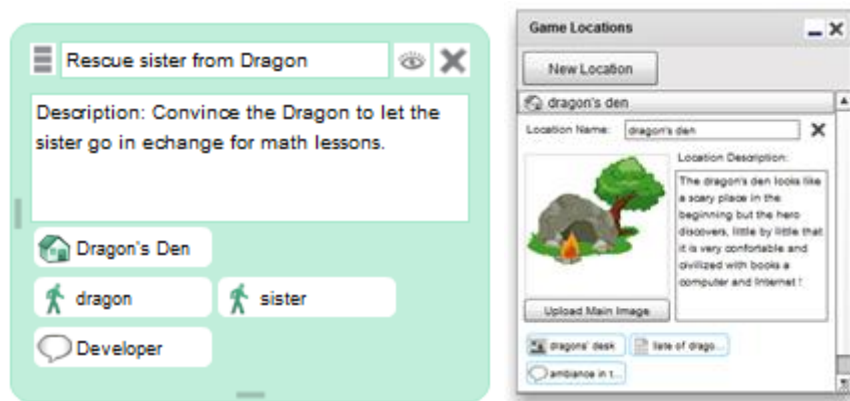 Rescue sister from Dragon
Description: Convince the Dragon to let the
sister go in echange for math lessons.
Dragon's Den
dragon
sister
Developer
Game Locations
New Location
dragon's den
Location Name:
dragon's den
Location Description:
The dragon's den looks like
a scary place in the
beginning but the hero
discovers, little by little that
it is very confortable and
civilized with books a
computer and Internet !
Upload Main Image
dragons' desk
liste of drago...
ambiance in t...